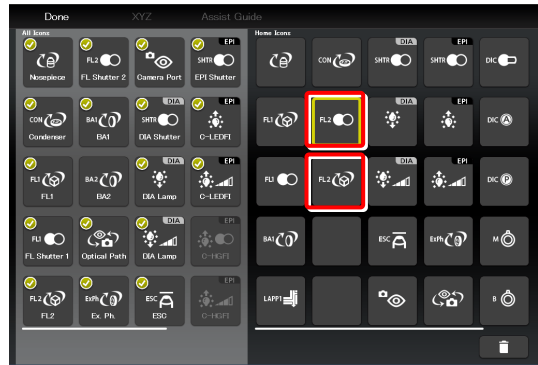 Done XYZ Assist Guide
All Icons
Home Icons
Nosepiece
FL2
FL Shutter 2
Camera Port
EPI
SHTR
EPI Shutter
CON
Condenser
BA1
BA1
DIA
SHTR
DIA Shutter
EPI
C-LEDFI
FL1
FL1
BA2
BA2
DIA
DIA Lamp
EPI
C-LEDFI
FL1
FL Shutter 1
Optical Path
DIA
DIA Lamp
EPI
C-HGFI
FL2
FL2
ExPh
Ex. Ph.
ESC
ESC
EPI
C-HGFI
CON
DIA
SHTR
EPI
SHTR
DIC
FL1
FL2
DIA
EPI
DIC A
FL1
FL2
DIA
EPI
DIC P
BA1
ESC
ExPh
M
LAPP1
B